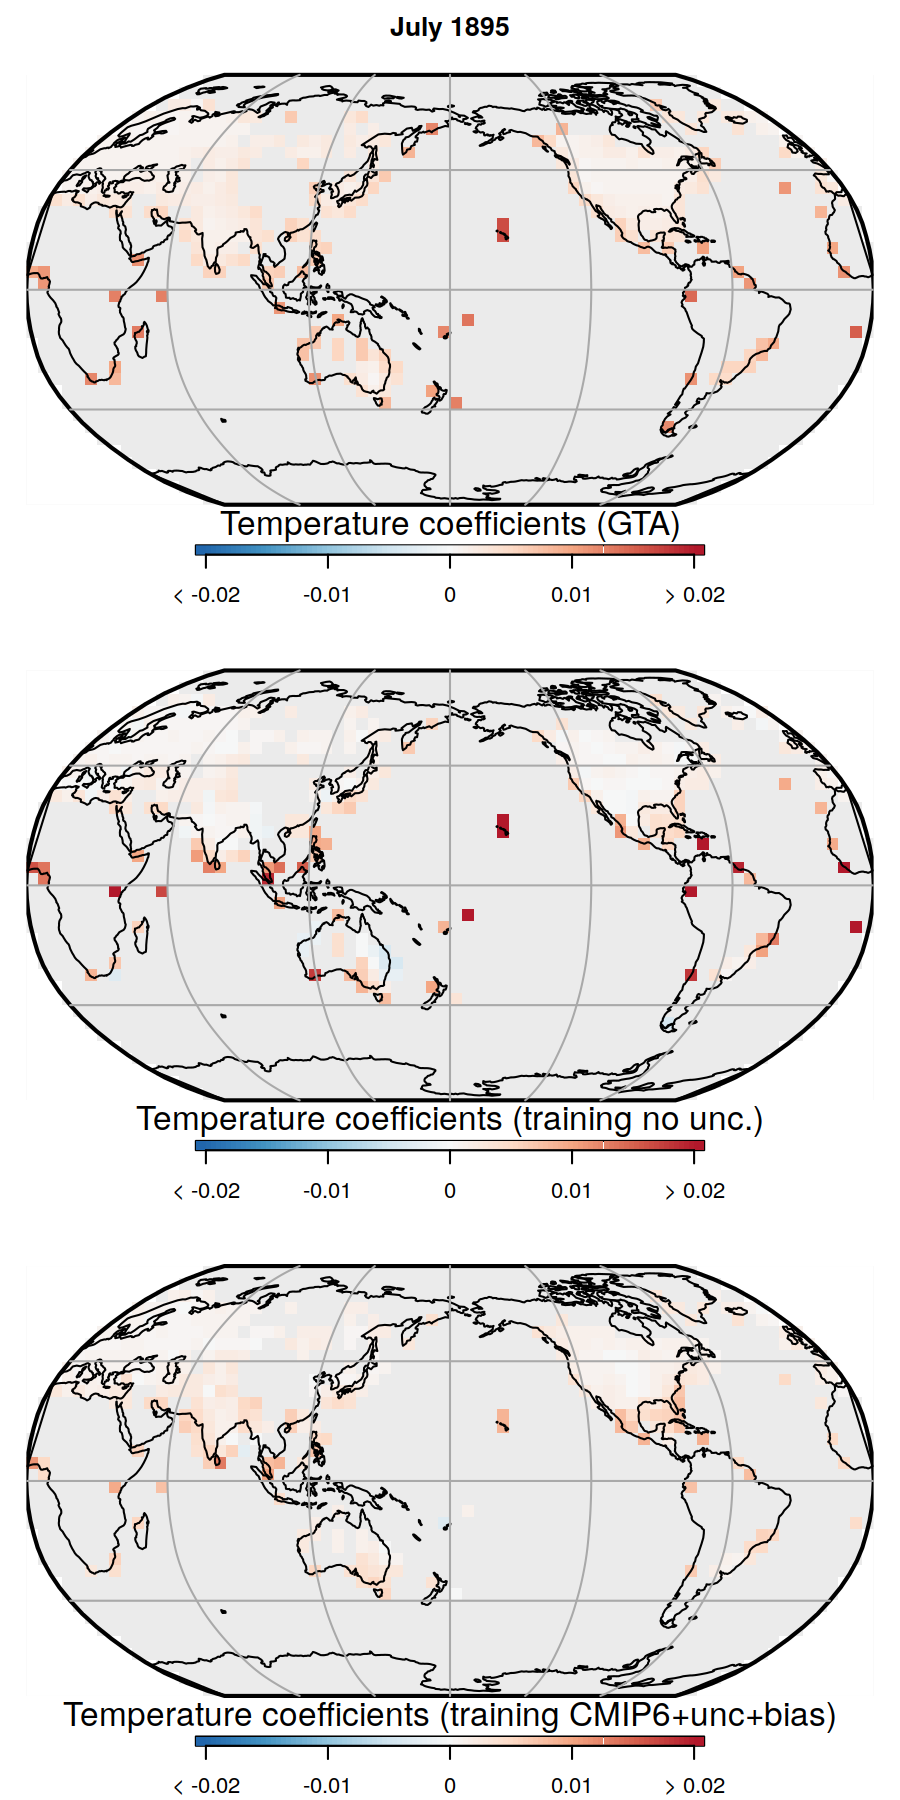 July 1895
Temperature coefficients (GTA)
< -0.02 -0.01 0 0.01 > 0.02
Temperature coefficients (training no unc.)
< -0.02 -0.01 0 0.01 > 0.02
Temperature coefficients (training CMIP6+unc+bias)
< -0.02 -0.01 0 0.01 > 0.02